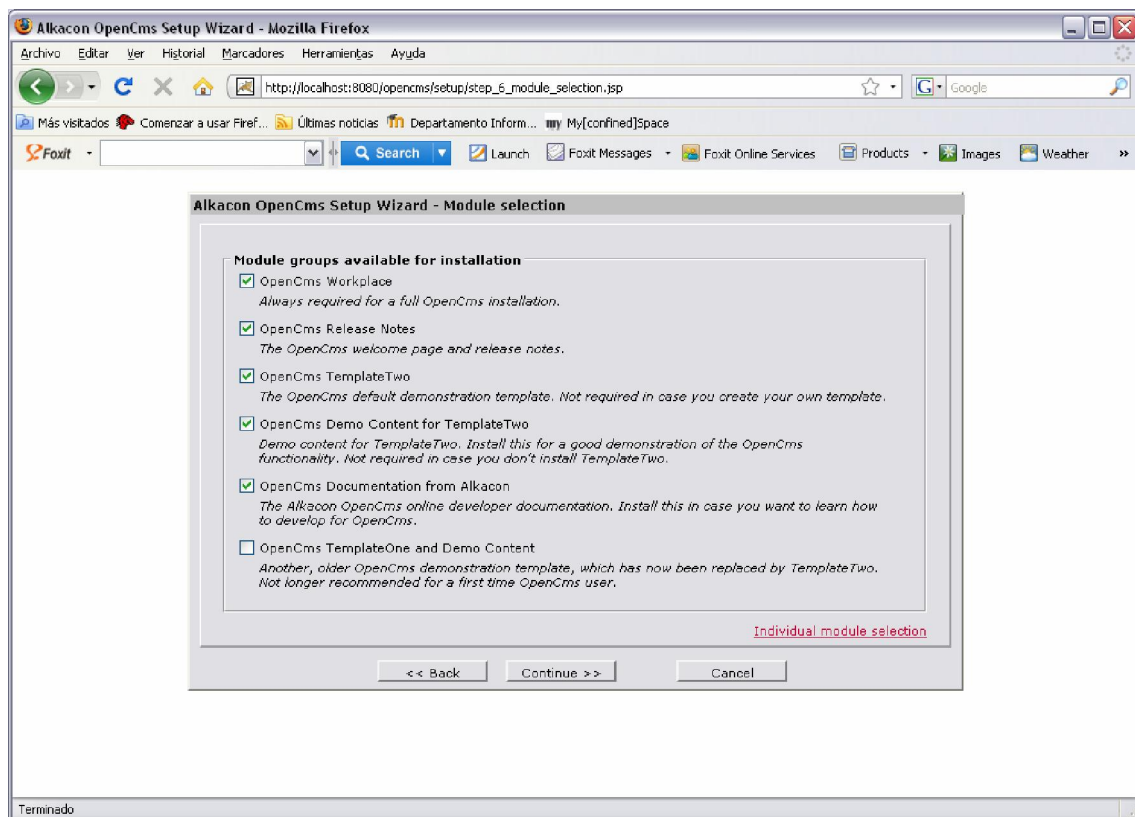 Alkacon OpenCms Setup Wizard - Mozilla Firefox
Archivo Editar Ver Historial Marcadores Herramientas Ayuda
http://localhost:8080/opencms/setup/step_6_module_selection.jsp
G Google
Más visitados Comenzar a usar Firef... Últimas noticias Departamento Inform... my My[confined]Space
Foxit Search Launch Foxit Messages Foxit Online Services Products Images Weather »
Alkacon OpenCms Setup Wizard - Module selection
Module groups available for installation
OpenCms Workplace
Always required for a full OpenCms installation.
OpenCms Release Notes
The OpenCms welcome page and release notes.
OpenCms TemplateTwo
The OpenCms default demonstration template. Not required in case you create your own template.
OpenCms Demo Content for TemplateTwo
Demo content for TemplateTwo. Install this for a good demonstration of the OpenCms
functionality. Not required in case you don't install TemplateTwo.
OpenCms Documentation from Alkacon
The Alkacon OpenCms online developer documentation. Install this in case you want to learn how
to develop for OpenCms.
OpenCms TemplateOne and Demo Content
Another, older OpenCms demonstration template, which has now been replaced by TemplateTwo.
Not longer recommended for a first time OpenCms user.
Individual module selection
<< Back Continue >> Cancel
Terminado